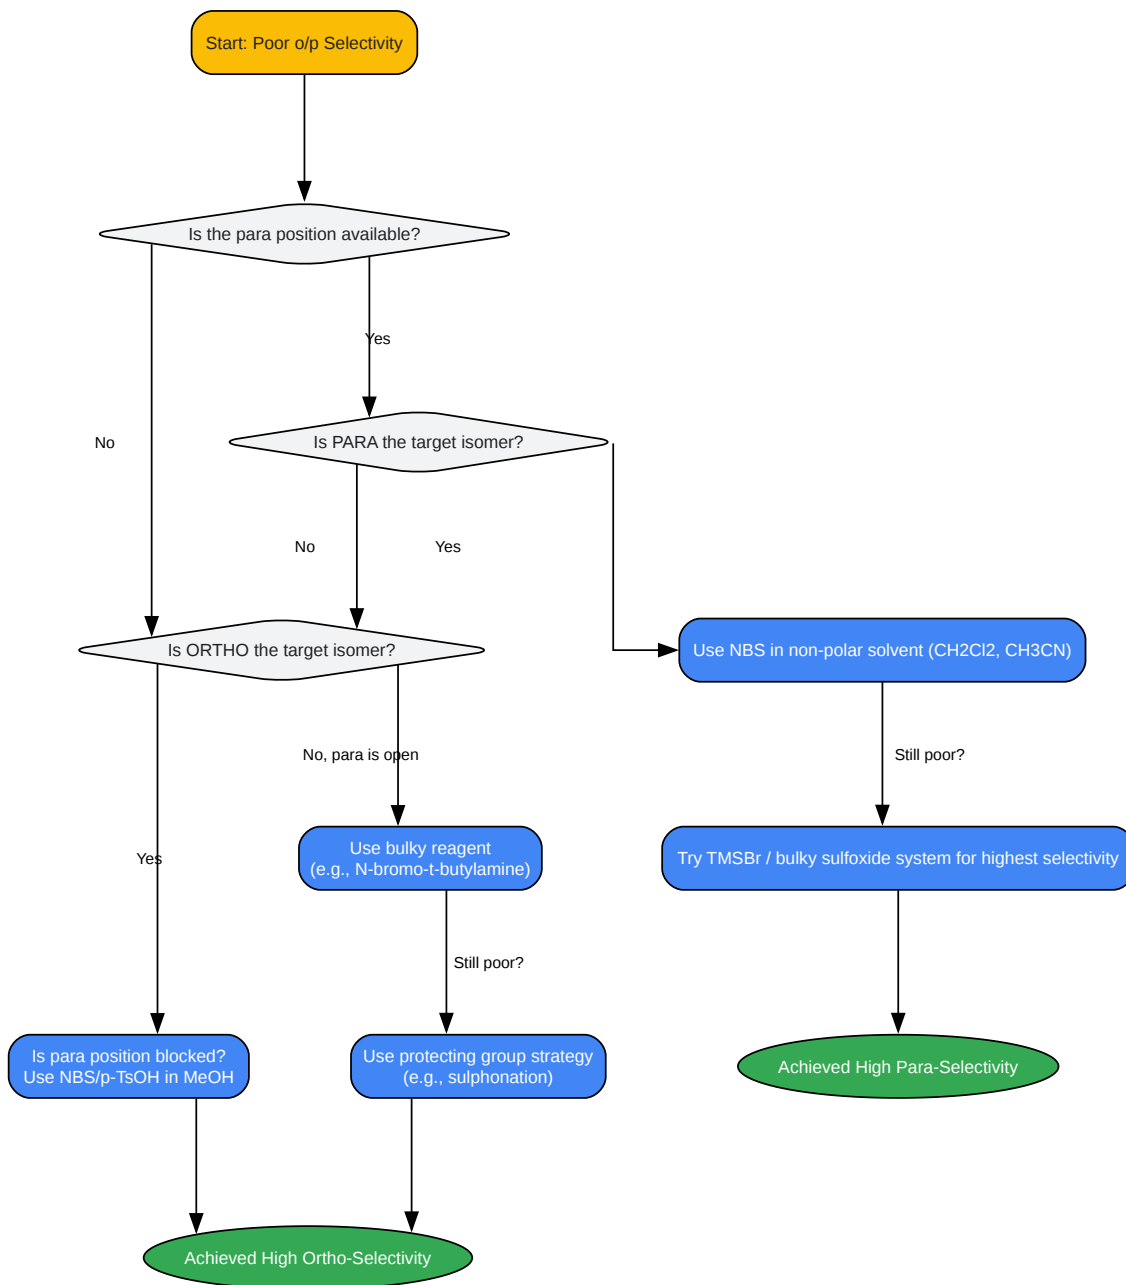 Start: Poor o/p Selectivity
Is the para position available?
Yes
No
Is PARA the target isomer?
No
Yes
Is ORTHO the target isomer?
Use NBS in non-polar solvent (CH2Cl2, CH3CN)
No, para is open
Still poor?
Yes
Use bulky reagent
(e.g., N-bromo-t-butylamine)
Try TMSBr / bulky sulfoxide system for highest selectivity
Still poor?
Is para position blocked?
Use NBS/p-TsOH in MeOH
Use protecting group strategy
(e.g., sulphonation)
Achieved High Para-Selectivity
Achieved High Ortho-Selectivity